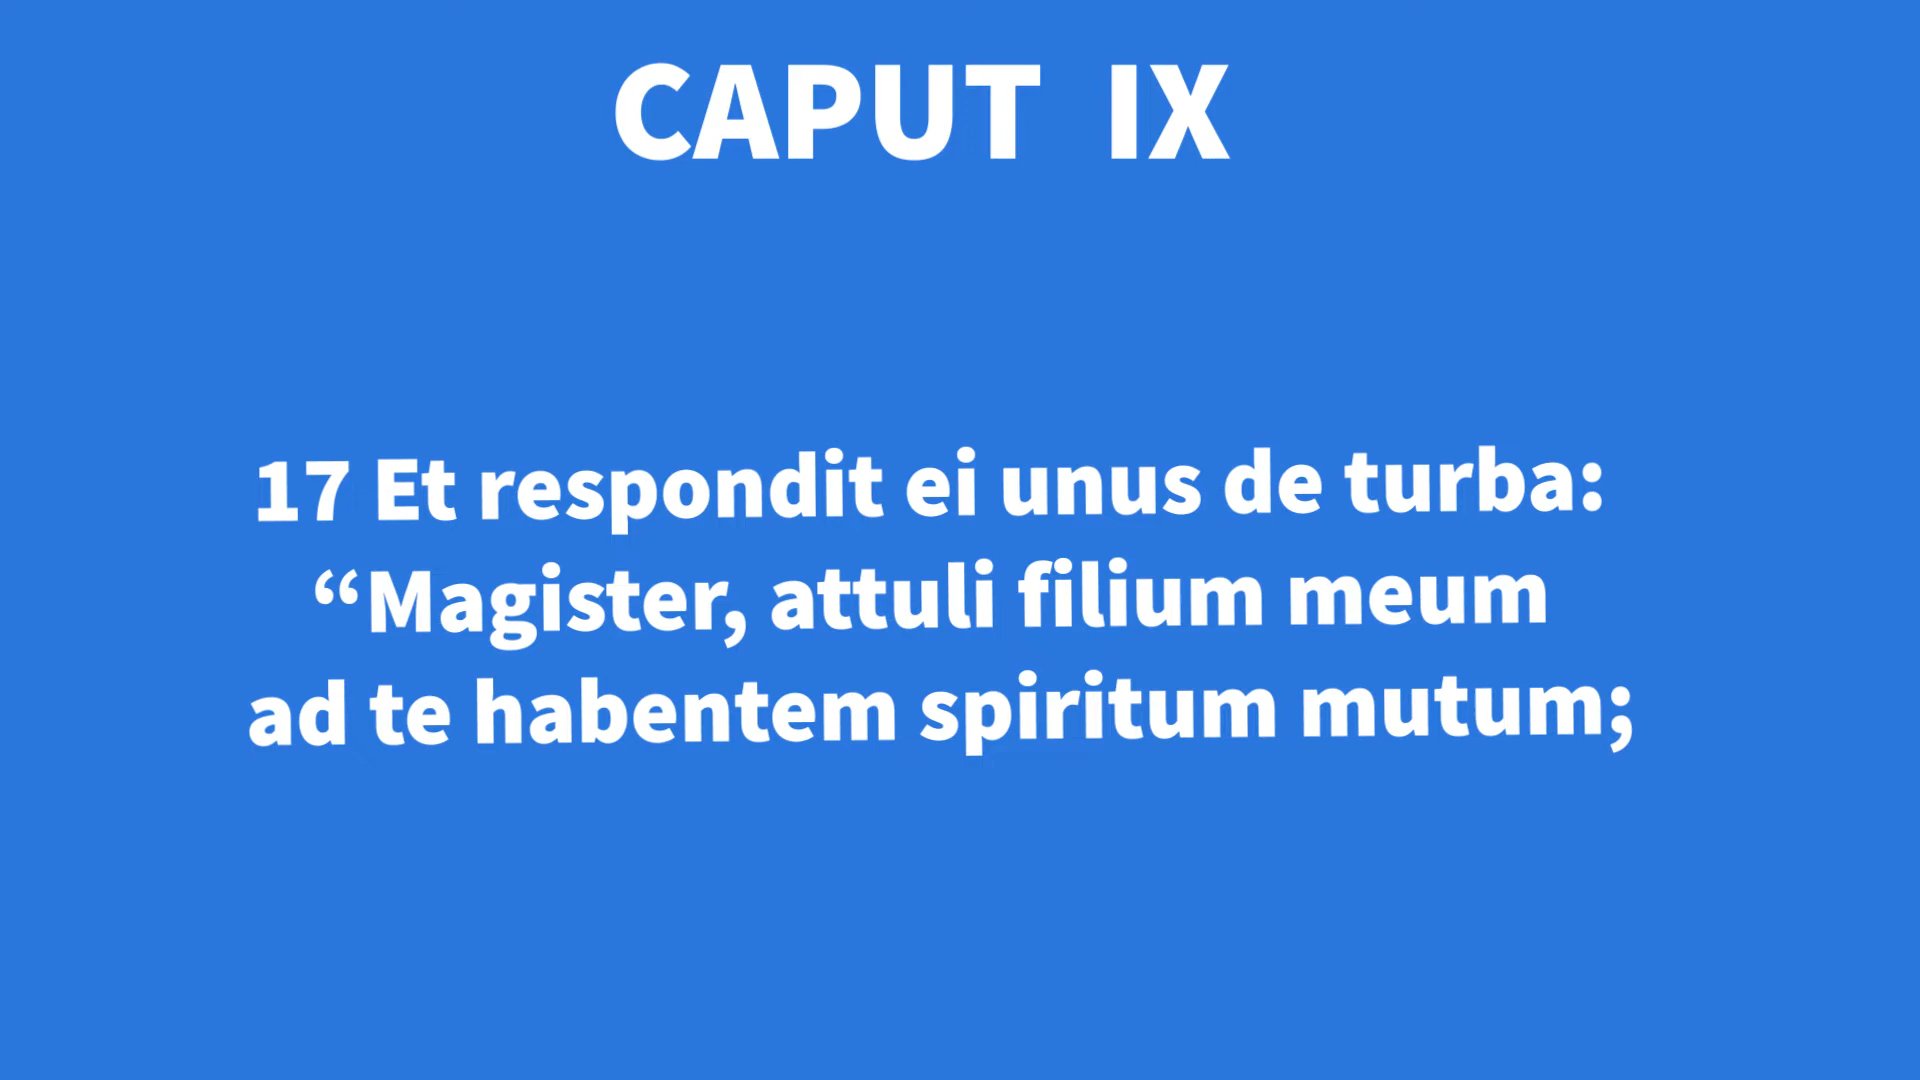 CAPUT IX
17 Et respondit ei unus de turba:
“Magister, attuli filium meum
ad te habentem spiritum mutum;